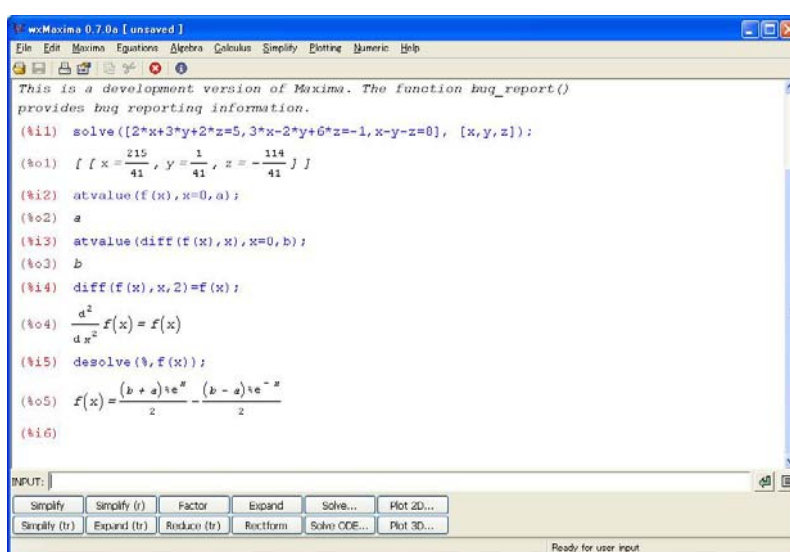 wxMaxima 0.7.0a [ unsaved ]
File Edit Maxima Equations Algebra Calculus Simplify Plotting Numeric Help
This is a development version of Maxima. The function bug_report()
provides bug reporting information.
(%i1) solve([2*x+3*y+2*z=5,3*x-2*y+6*z=-1,x-y-z=8], [x,y,z]);
(%o1) [ [ x = 215/41 , y = 1/41 , z = - 114/41 ] ]
(%i2) atvalue(f(x),x=0,a);
(%o2) a
(%i3) atvalue(diff(f(x),x),x=0,b);
(%o3) b
(%i4) diff(f(x),x,2)=f(x);
(%o4) d²/dx² f(x) = f(x)
(%i5) desolve(%,f(x));
(%o5) f(x) = (b + a) %e^x / 2 - (b - a) %e^- x / 2
(%i6)
INPUT:
Simplify Simplify (r) Factor Expand Solve... Plot 2D...
Simplify (tr) Expand (tr) Reduce (tr) Rectform Solve ODE... Plot 3D...
Ready for user input